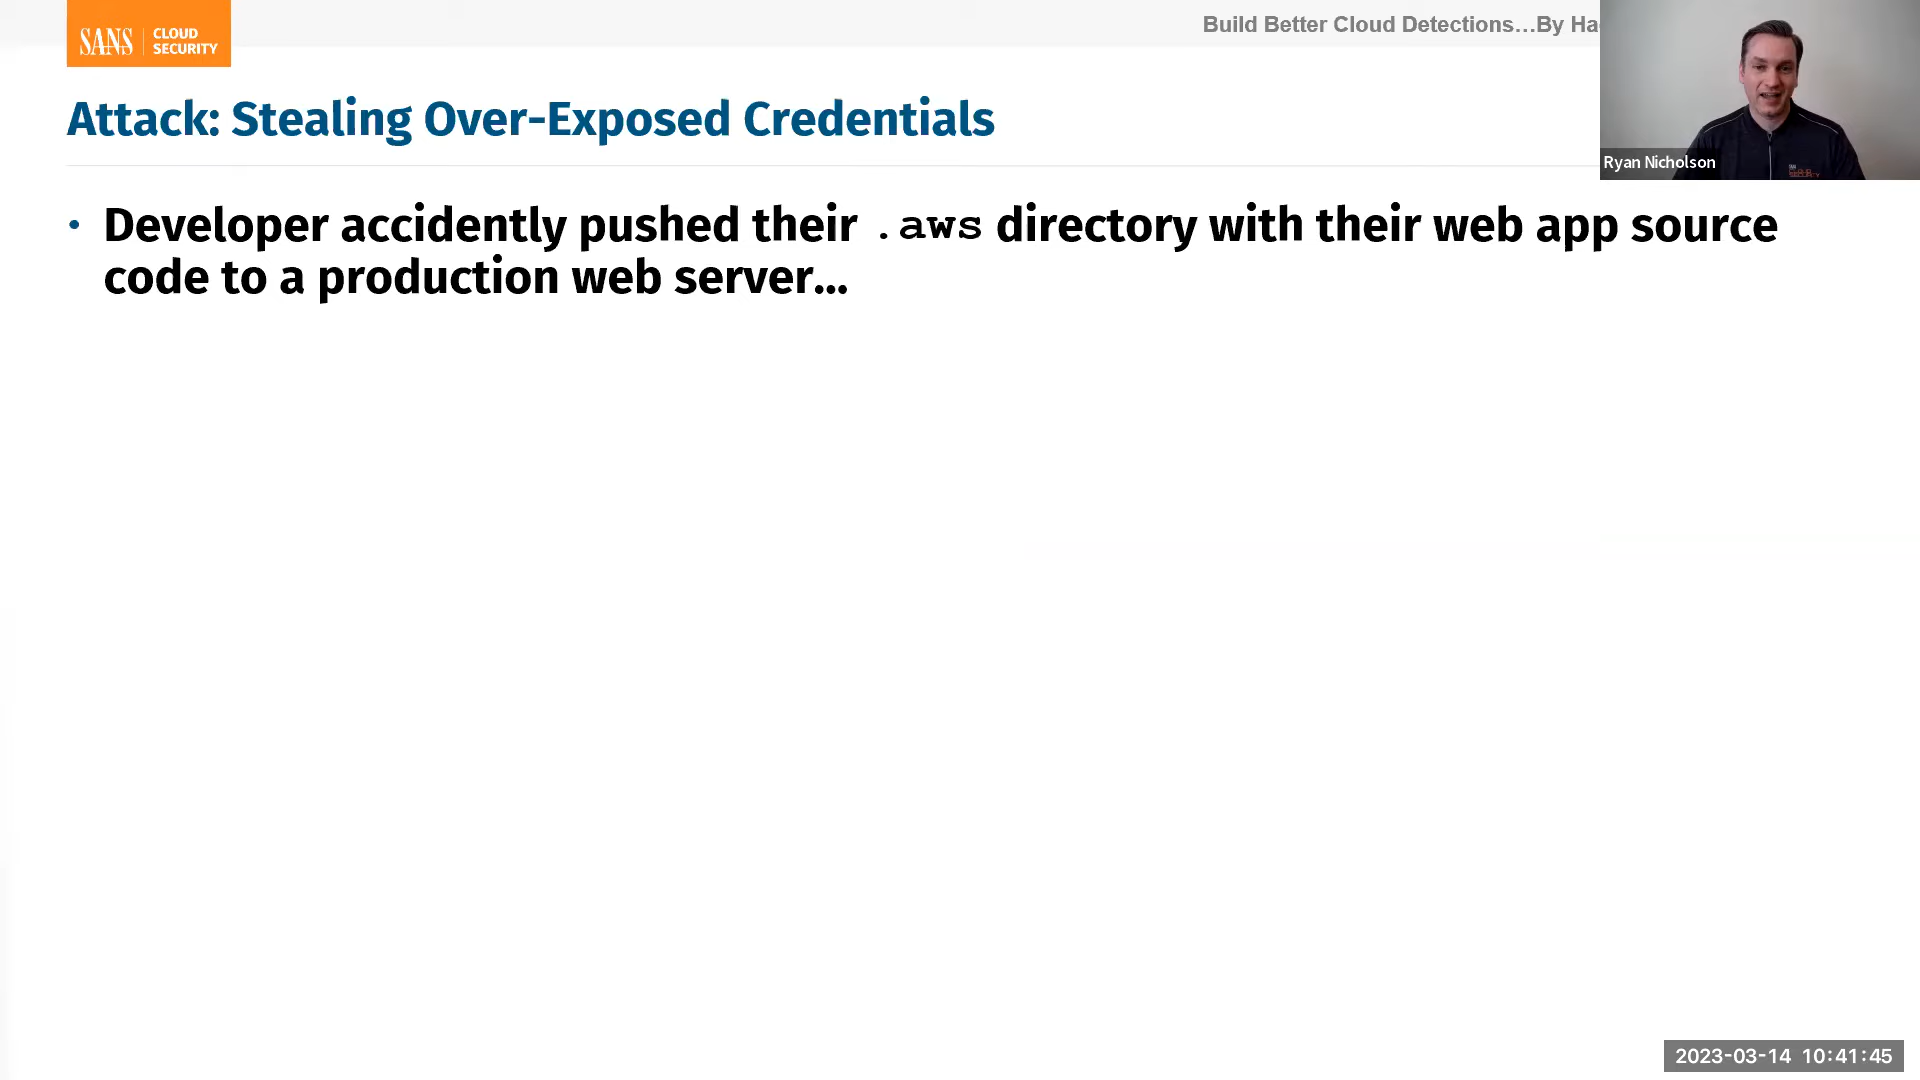 SANS
CLOUD
SECURITY
Build Better Cloud Detections…By Ha
Attack: Stealing Over-Exposed Credentials
Ryan Nicholson
• Developer accidently pushed their .aws directory with their web app source
code to a production web server…
2023-03-14 10:41:45